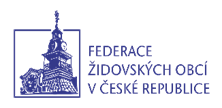 FEDERACE
ŽIDOVSKÝCH OBCÍ
V ČESKÉ REPUBLICE